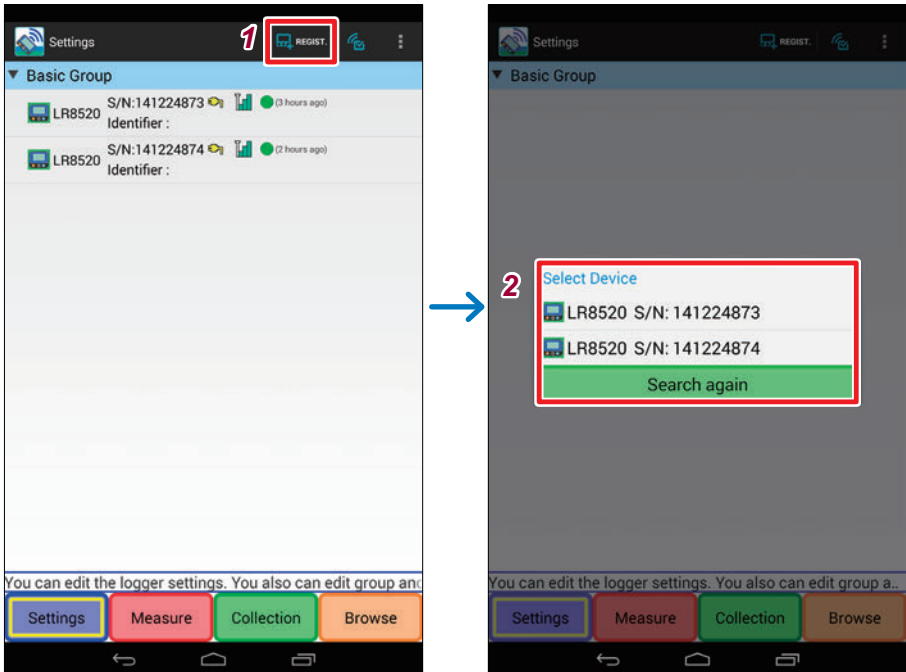 Settings
1
REGIST.
Basic Group
LR8520
S/N:141224873
(3 hours ago)
Identifier :
LR8520
S/N:141224874
(2 hours ago)
Identifier :
You can edit the logger settings. You also can edit group and
Settings
Measure
Collection
Browse
Settings
REGIST.
Basic Group
2
Select Device
LR8520 S/N: 141224873
LR8520 S/N: 141224874
Search again
You can edit the logger settings. You also can edit group a..
Settings
Measure
Collection
Browse